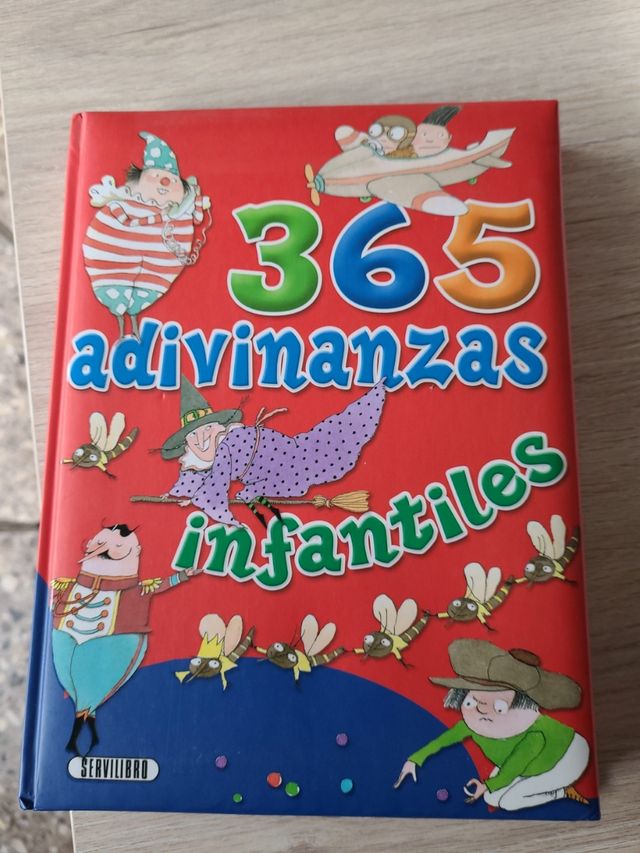 365
adivinanzas
infantiles
SERVILIBRO